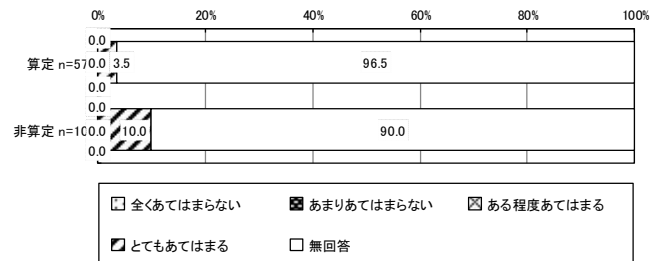 0% 20% 40% 60% 80% 100%
0.0
算定 n=57 0.0 3.5 96.5
0.0
0.0
非算定 n=10 0.0 10.0 90.0
0.0
全くあてはまらない あまりあてはまらない ある程度あてはまる
とてもあてはまる 無回答